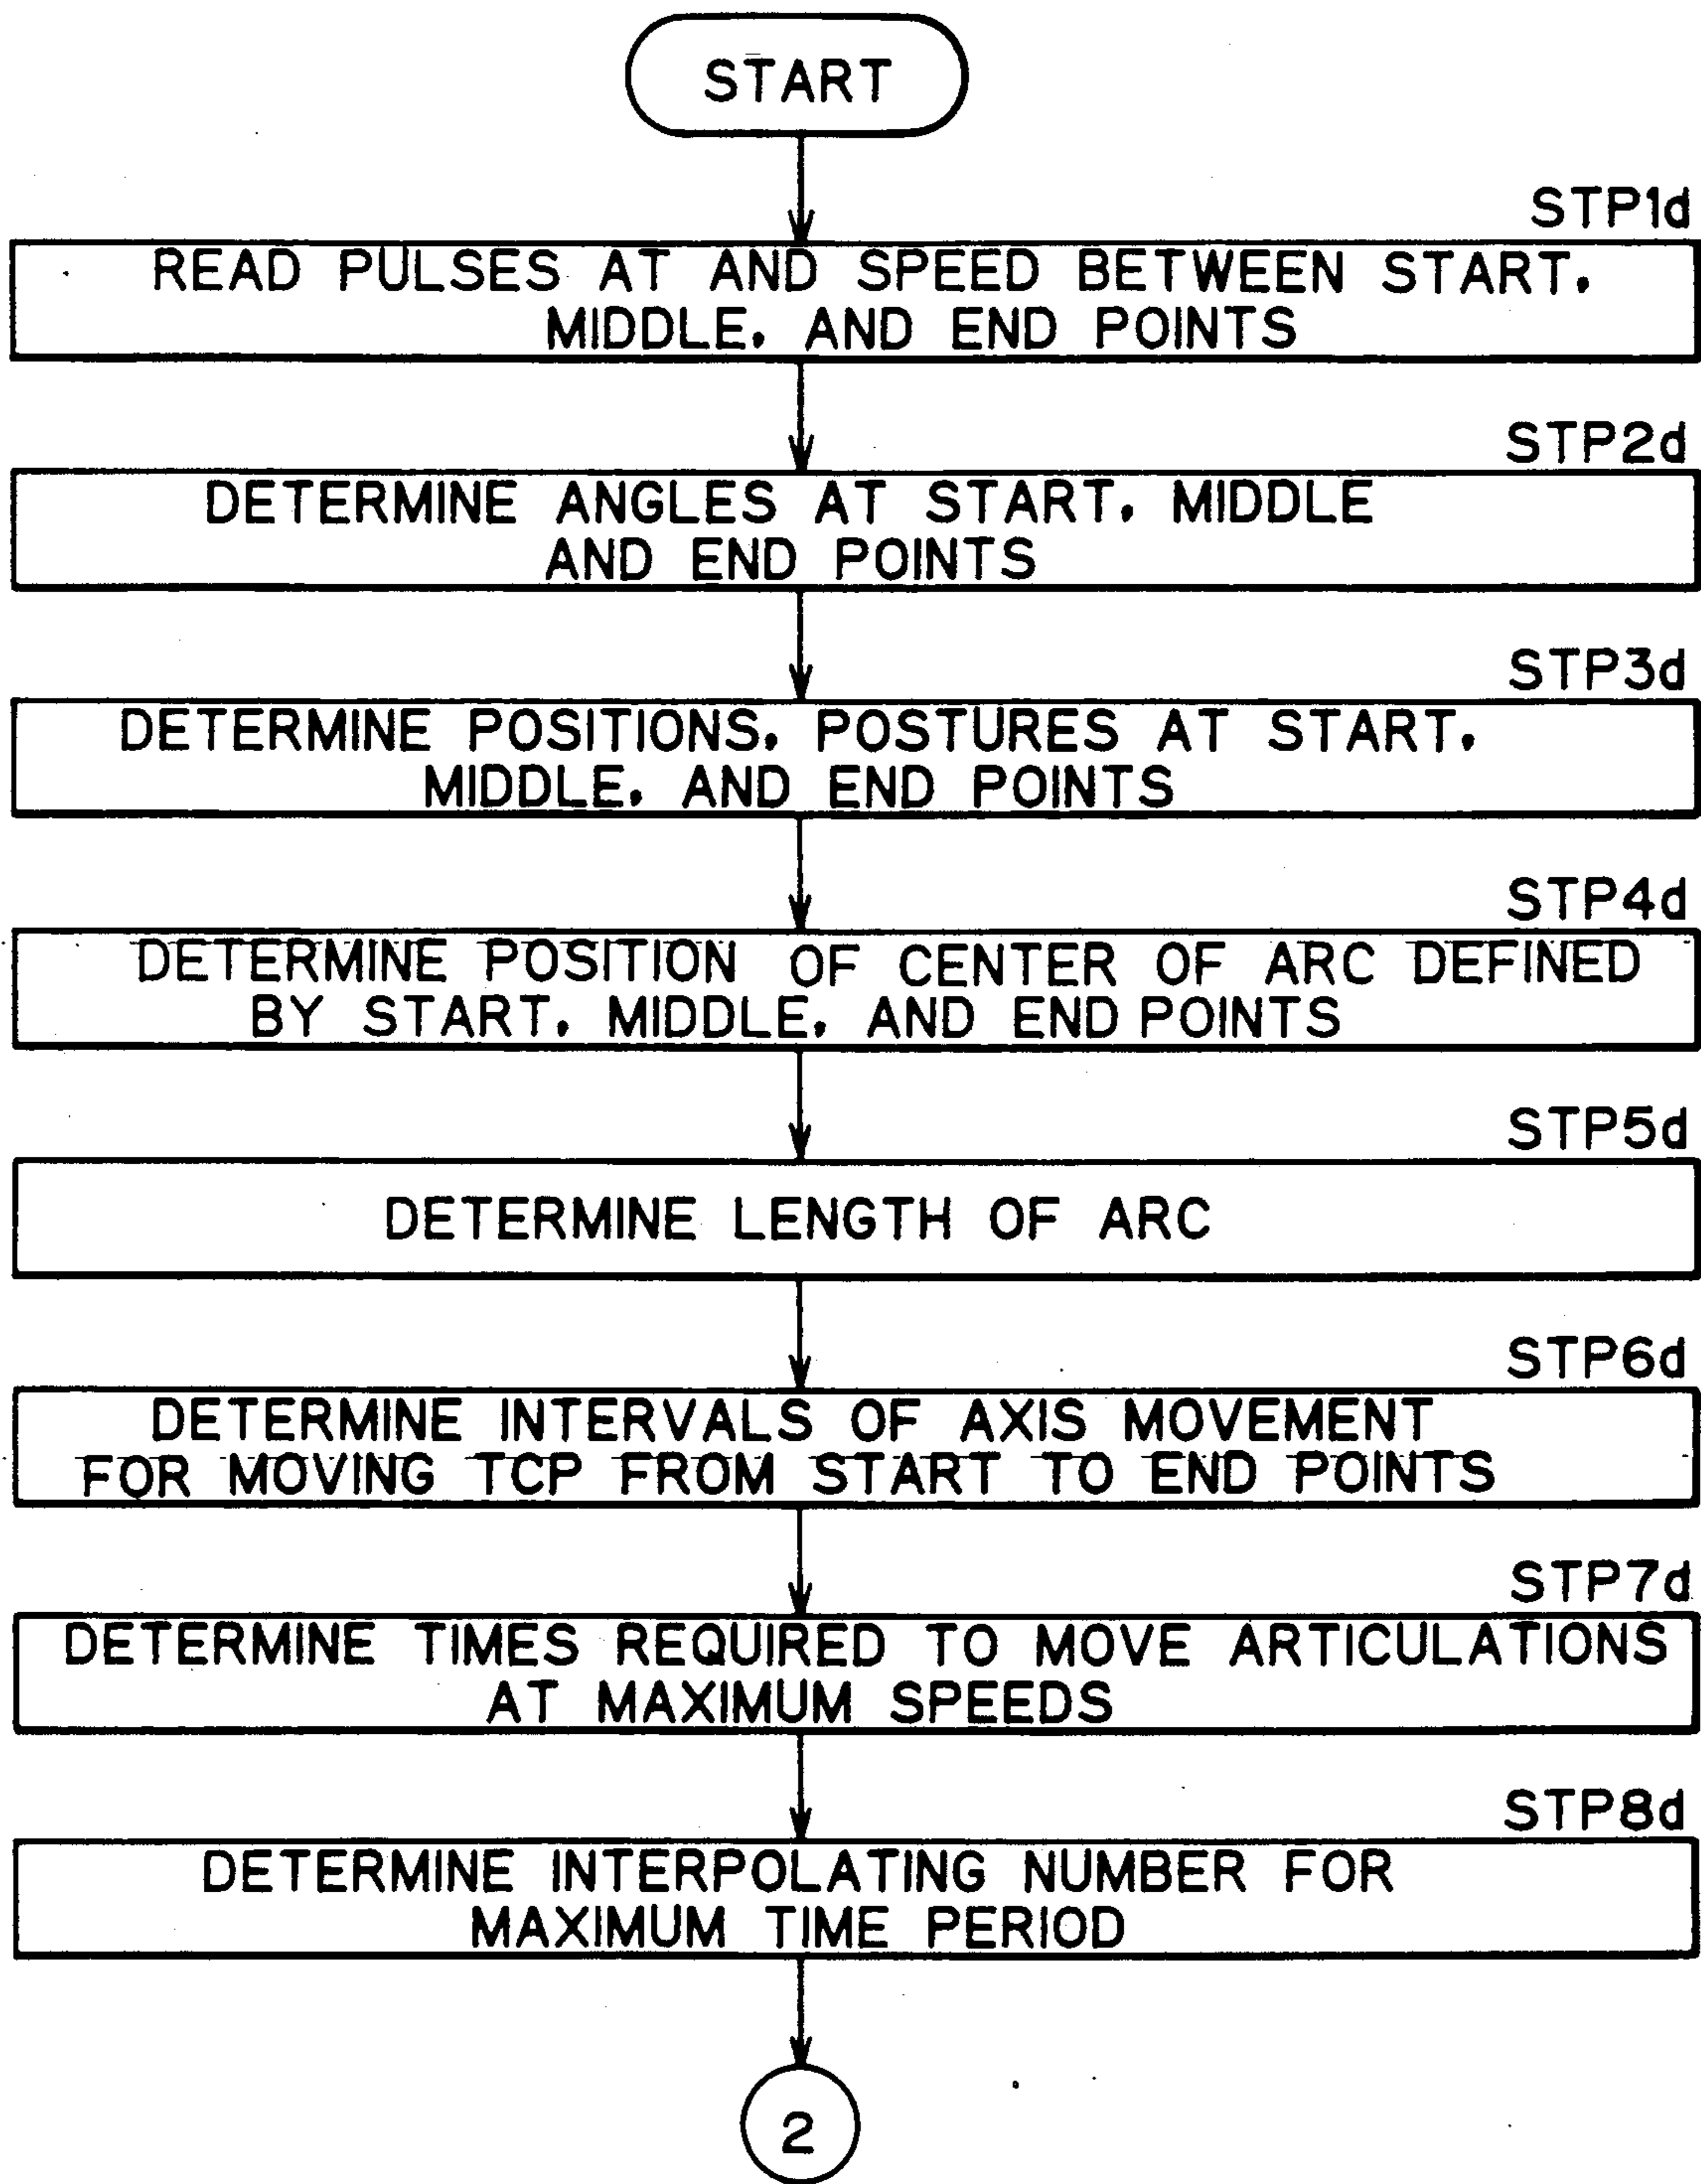 START
STP1d
READ PULSES AT AND SPEED BETWEEN START,
MIDDLE, AND END POINTS
STP2d
DETERMINE ANGLES AT START, MIDDLE
AND END POINTS
STP3d
DETERMINE POSITIONS, POSTURES AT START,
MIDDLE, AND END POINTS
STP4d
DETERMINE POSITION OF CENTER OF ARC DEFINED
BY START, MIDDLE, AND END POINTS
STP5d
DETERMINE LENGTH OF ARC
STP6d
DETERMINE INTERVALS OF AXIS MOVEMENT
FOR MOVING TCP FROM START TO END POINTS
STP7d
DETERMINE TIMES REQUIRED TO MOVE ARTICULATIONS
AT MAXIMUM SPEEDS
STP8d
DETERMINE INTERPOLATING NUMBER FOR
MAXIMUM TIME PERIOD
2